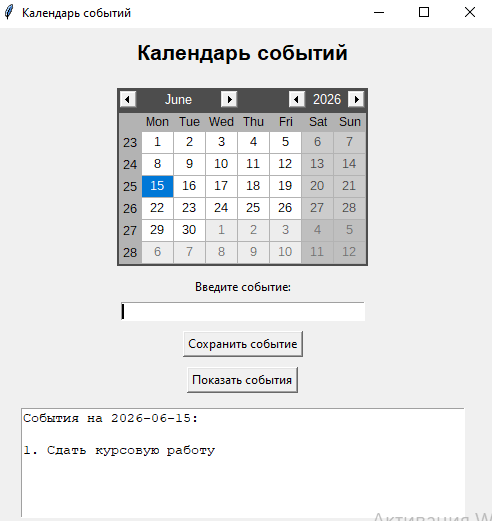 Календарь событий
Календарь событий
June 2026
Mon Tue Wed Thu Fri Sat Sun
23 1 2 3 4 5 6 7
24 8 9 10 11 12 13 14
25 15 16 17 18 19 20 21
26 22 23 24 25 26 27 28
27 29 30 1 2 3 4 5
28 6 7 8 9 10 11 12
Введите событие:
Сохранить событие
Показать события
События на 2026-06-15:
1. Сдать курсовую работу
Активация W